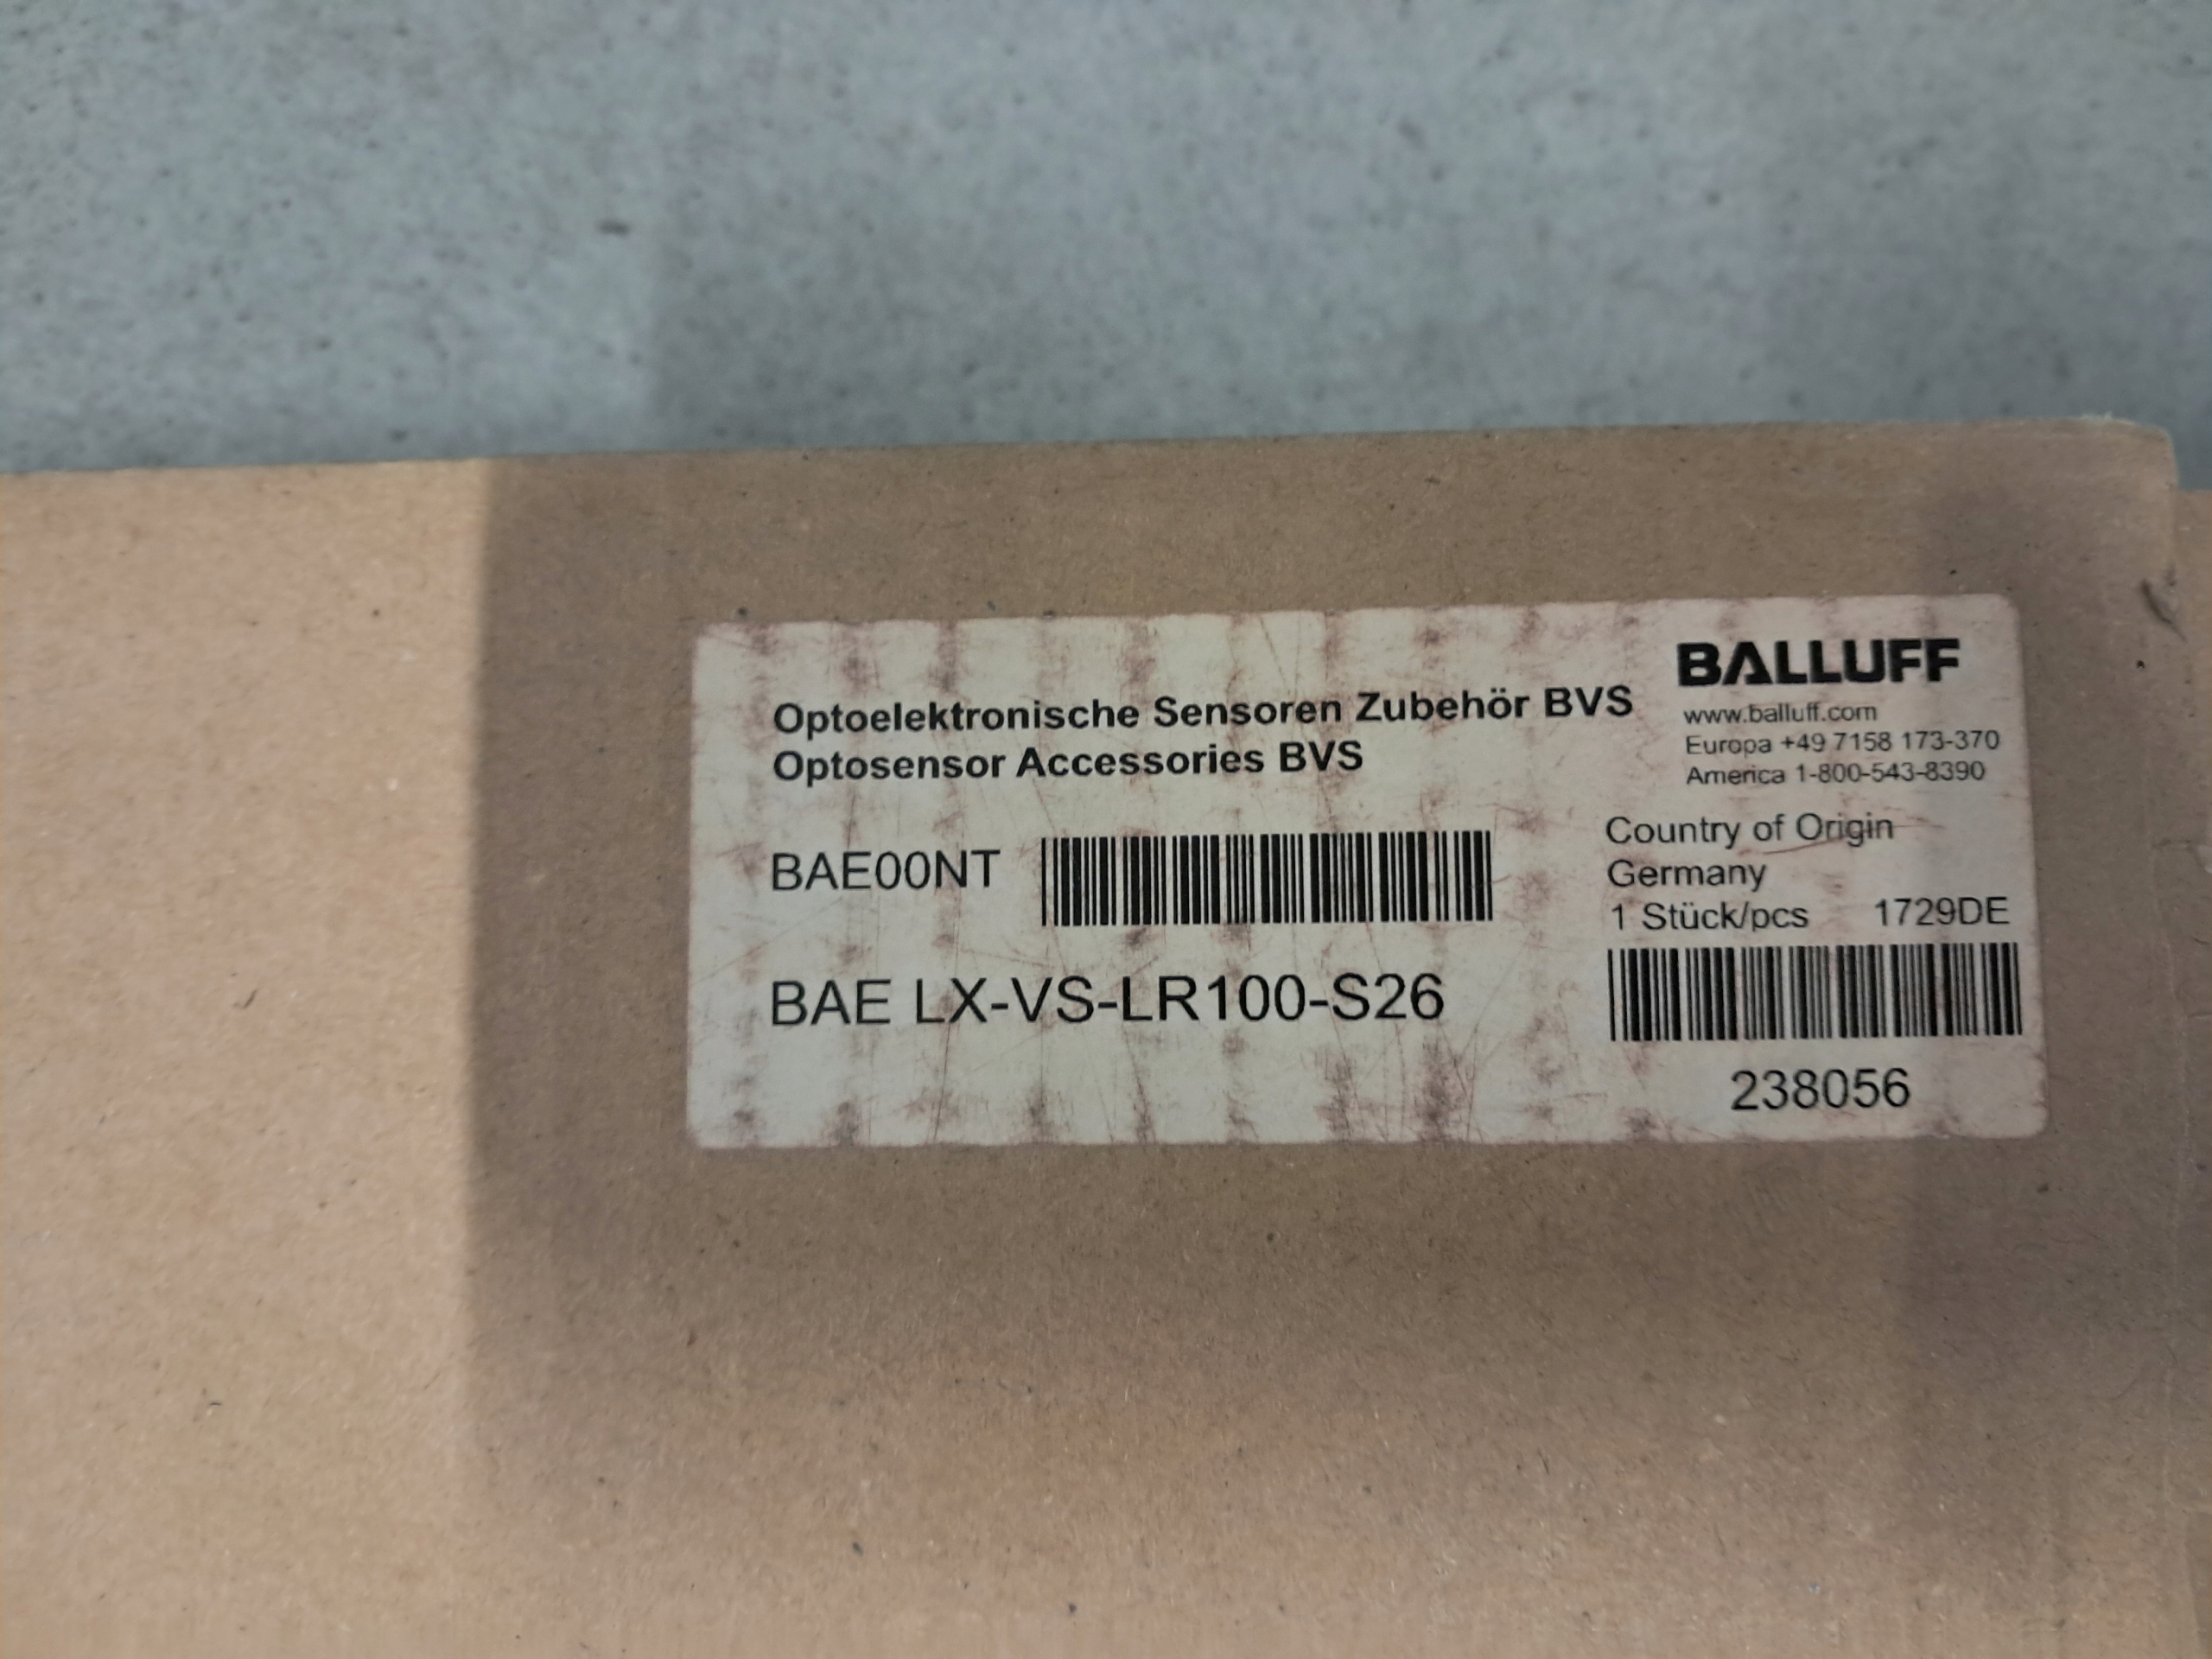 BALLUFF
www.balluff.com
Europa +49 7158 173-370
America 1-800-543-8390
Optoelektronische Sensoren Zubehör BVS
Optosensor Accessories BVS
BAE00NT
BAE LX-VS-LR100-S26
Country of Origin
Germany
1 Stück/pcs 1729DE
238056